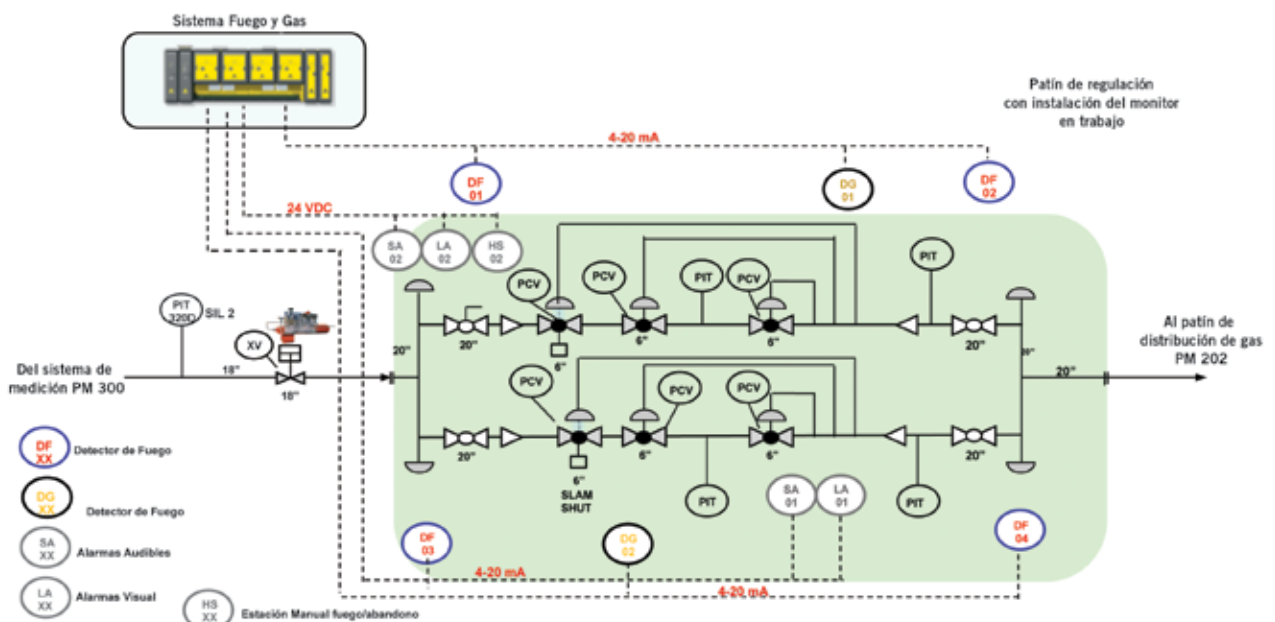 Sistema Fuego y Gas
Patín de regulación
con instalación del monitor
en trabajo
4-20 mA
DF
01
DG
01
DF
02
24 VDC
SA
02
LA
02
HS
02
PCV
PCV
PIT
PCV
PIT
PIT
320D
SIL 2
XV
18"
18"
20"
20"
6"
6"
6"
20"
20"
20"
Del sistema de
medición PM 300
Al patín de
distribución de gas
PM 202
PCV
PCV
PCV
20"
6"
SLAM
SHUT
6"
6"
20"
PIT
SA
01
LA
01
PIT
DF
XX
Detector de Fuego
DG
XX
Detector de Fuego
SA
XX
Alarmas Audibles
LA
XX
Alarmas Visual
HS
XX
Estación Manual fuego/abandono
DF
03
DG
02
DF
04
4-20 mA
4-20 mA